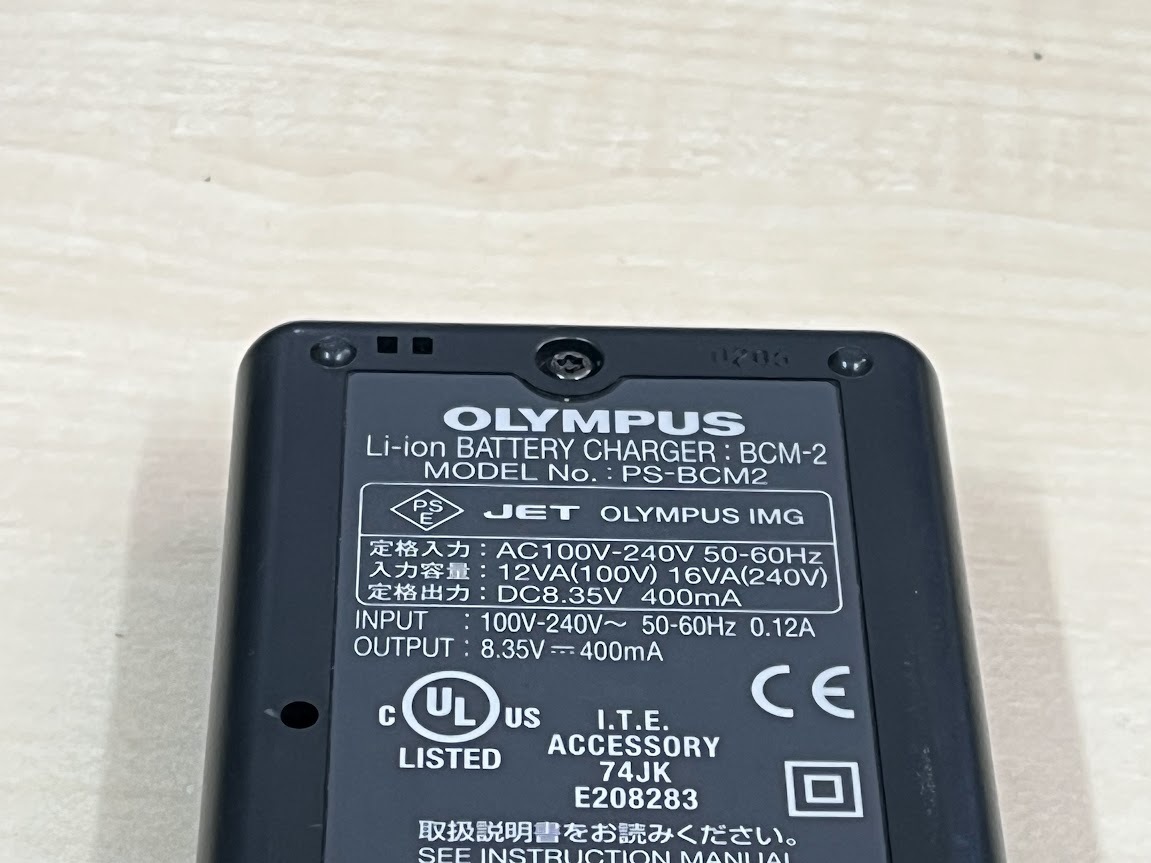 OLYMPUS
Li-ion BATTERY CHARGER : BCM-2
MODEL No. : PS-BCM2
PSE JET OLYMPUS IMG
定格入力 : AC100V-240V 50-60Hz
入力容量 : 12VA(100V) 16VA(240V)
定格出力 : DC8.35V 400mA
INPUT : 100V-240V～ 50-60Hz 0.12A
OUTPUT : 8.35V⎓400mA
CE
C UL US
LISTED
I.T.E.
ACCESSORY
74JK
E208283
取扱説明書をお読みください。
SEE INSTRUCTION MANUAL